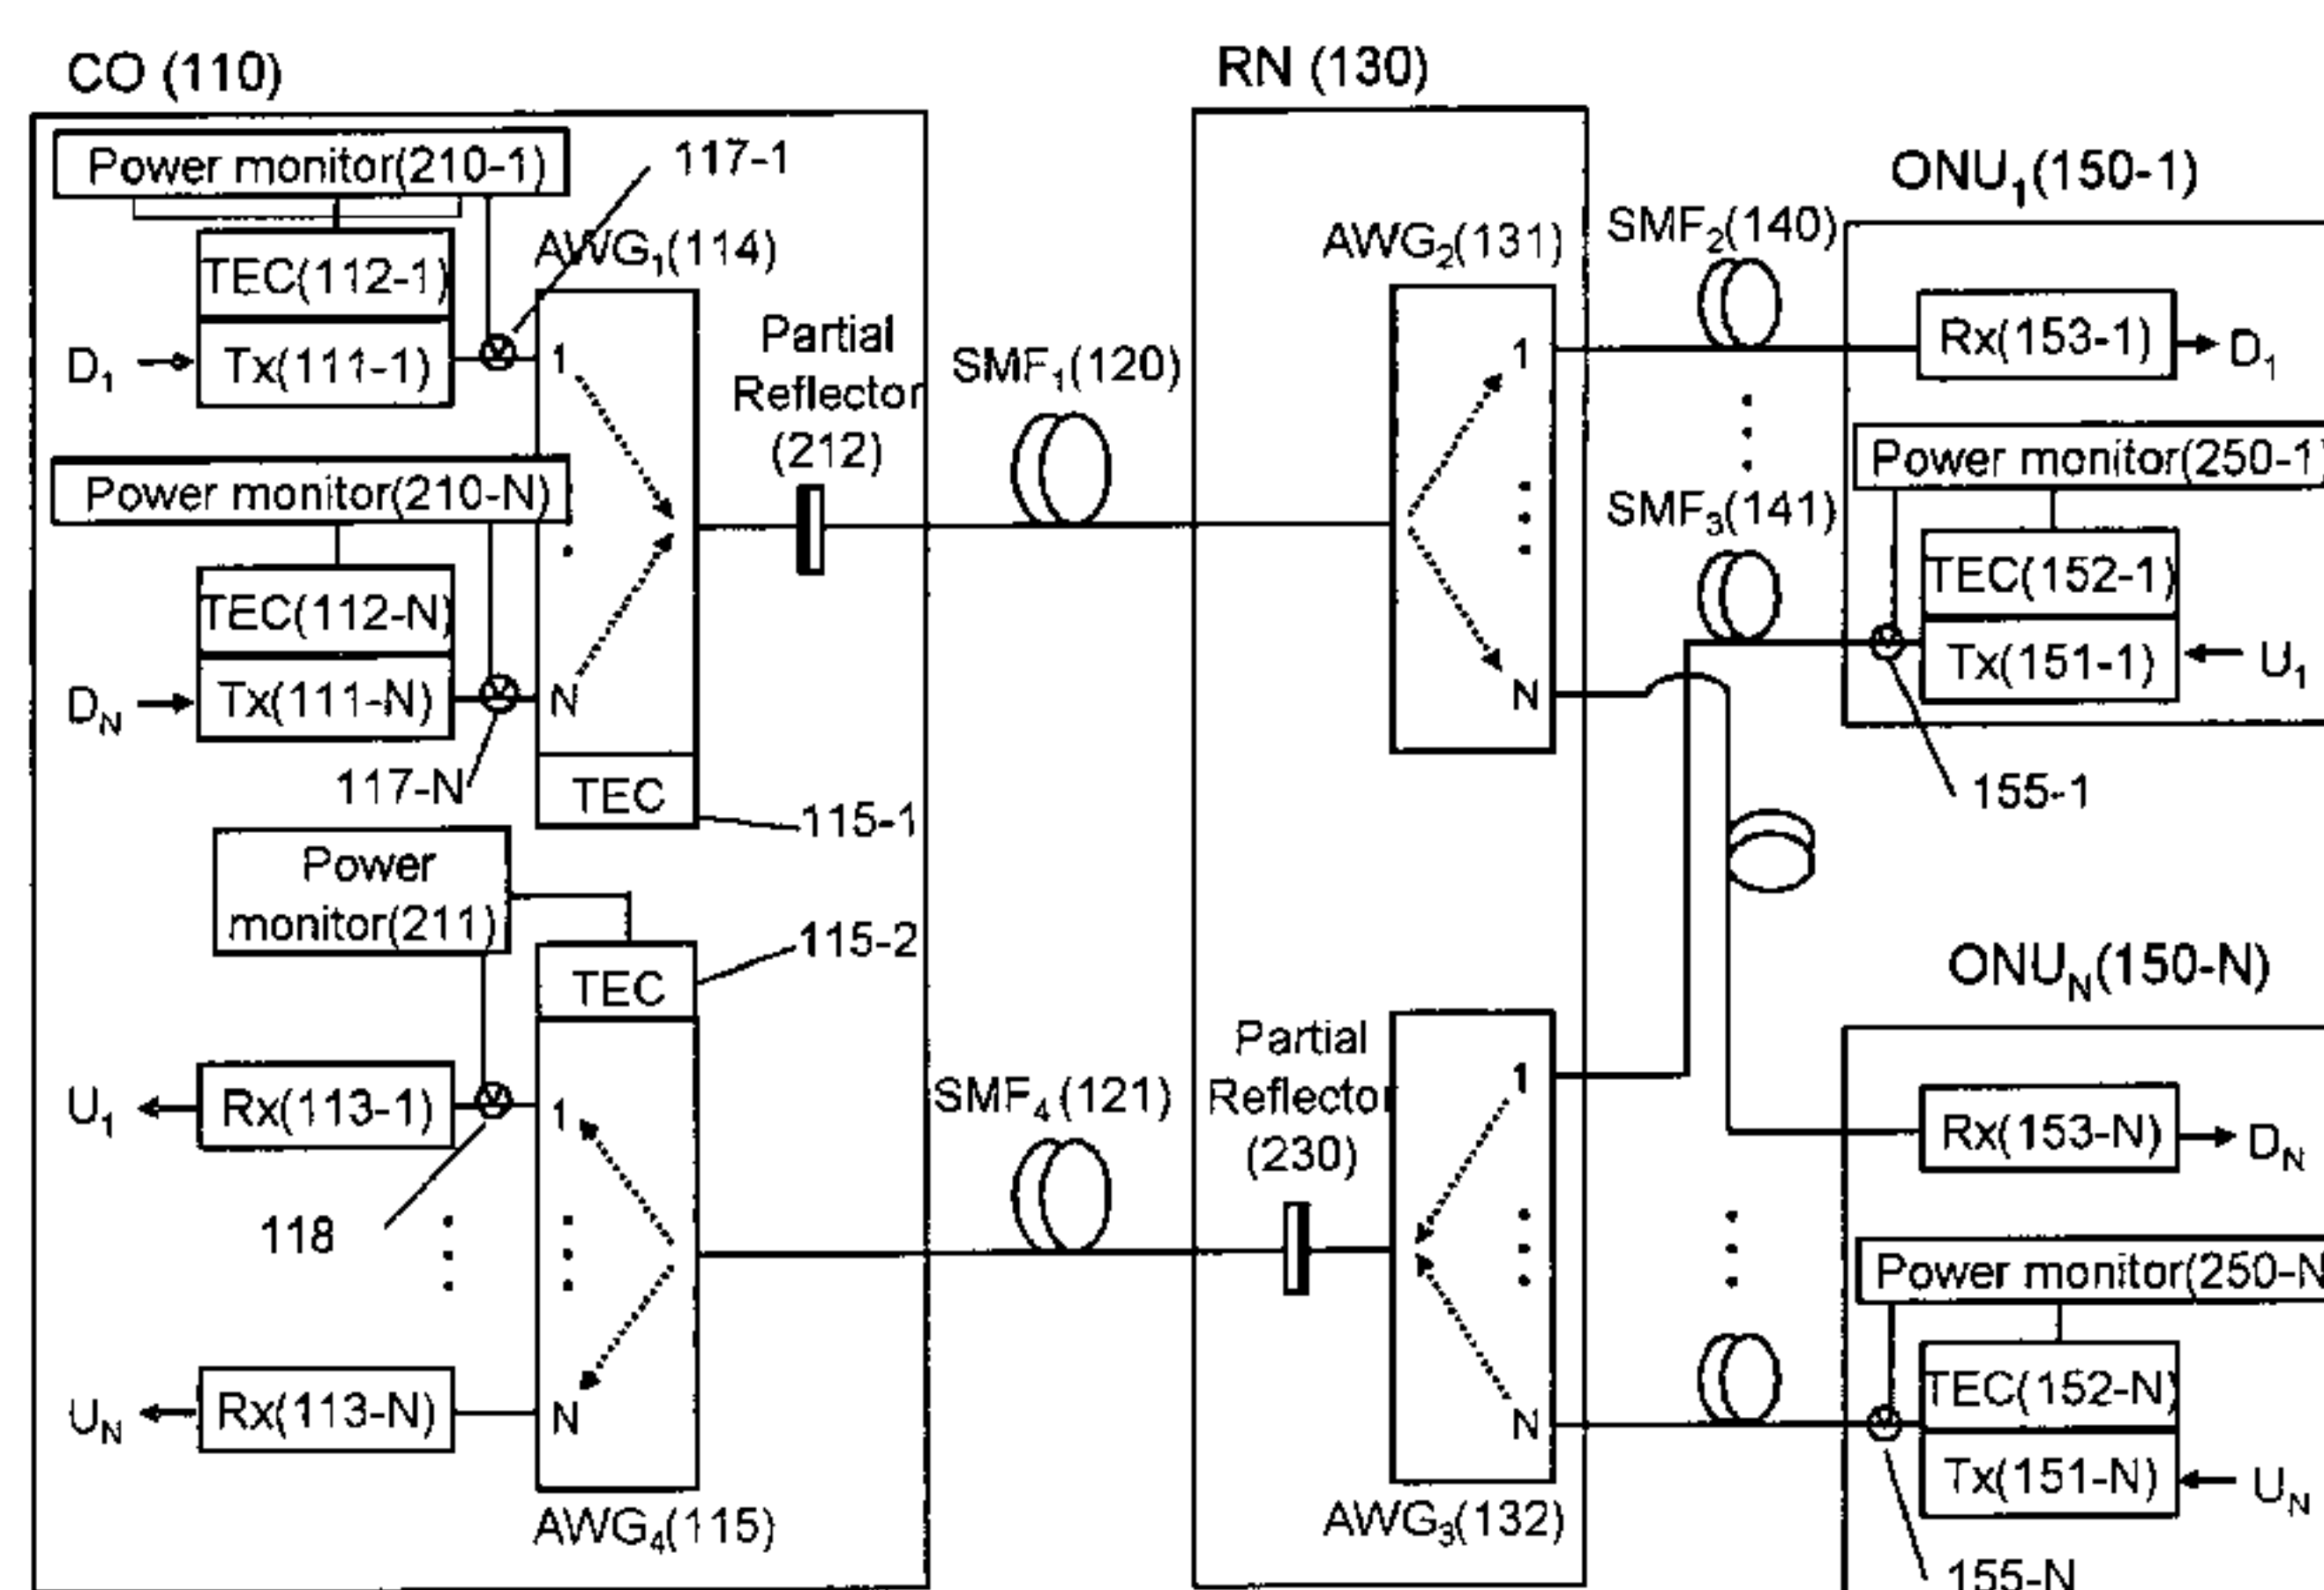 CO (110)
Power monitor(210-1)
117-1
TEC(112-1)
AWG1(114)
D1
Tx(111-1)
1
Partial
Reflector
(212)
Power monitor(210-N)
TEC(112-N)
DN
Tx(111-N)
N
117-N
TEC
115-1
Power
monitor(211)
115-2
TEC
U1
Rx(113-1)
1
118
UN
Rx(113-N)
N
AWG4(115)
SMF1(120)
SMF4(121)
RN (130)
AWG2(131)
1
N
Partial
Reflector
(230)
1
N
AWG3(132)
SMF2(140)
SMF3(141)
ONU1(150-1)
Rx(153-1)
D1
Power monitor(250-1)
TEC(152-1)
Tx(151-1)
U1
155-1
ONUN(150-N)
Rx(153-N)
DN
Power monitor(250-N
TEC(152-N)
Tx(151-N)
UN
155-N